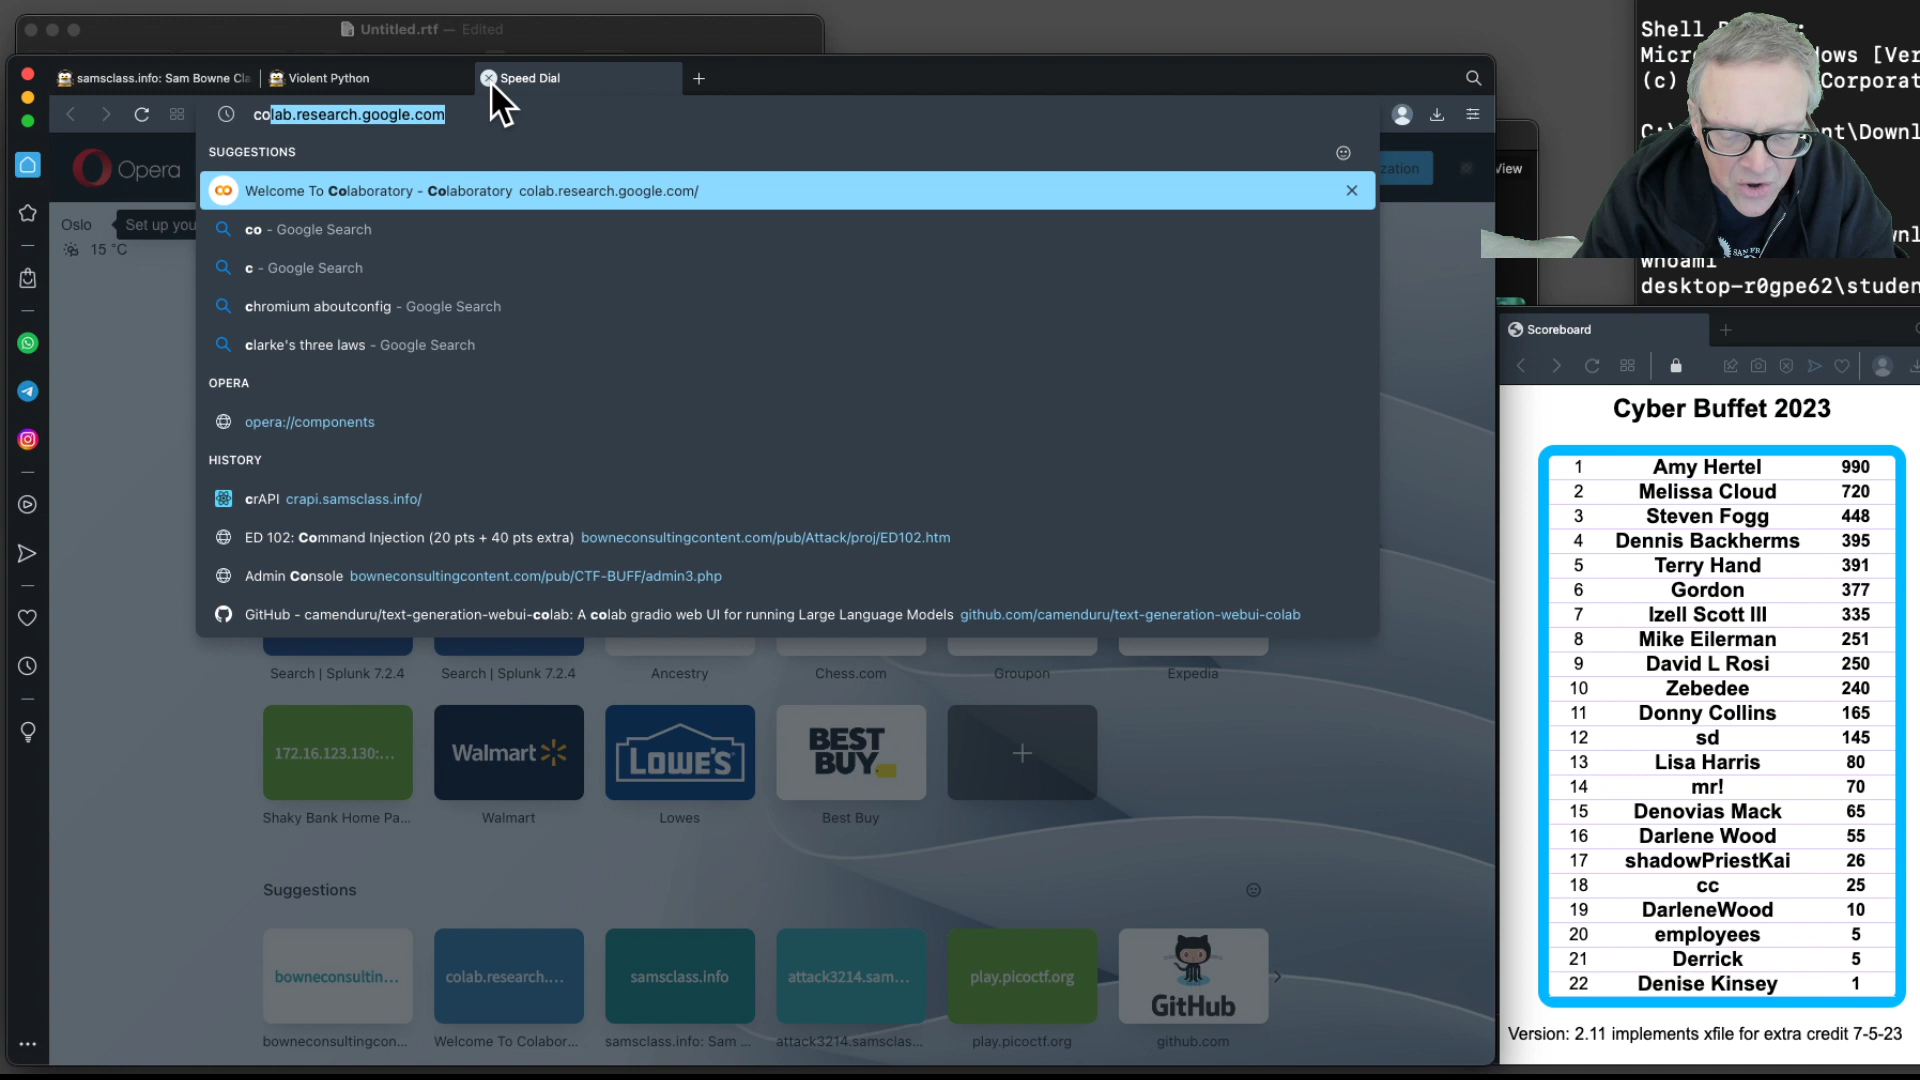 Untitled.rtf — Edited
samsclass.info: Sam Bowne Cla
Violent Python
Speed Dial
colab.research.google.com
Opera
SUGGESTIONS
Welcome To Colaboratory - Colaboratory colab.research.google.com/
co - Google Search
c - Google Search
chromium aboutconfig - Google Search
clarke's three laws - Google Search
OPERA
opera://components
HISTORY
crAPI crapi.samsclass.info/
ED 102: Command Injection (20 pts + 40 pts extra) bowneconsultingcontent.com/pub/Attack/proj/ED102.htm
Admin Console bowneconsultingcontent.com/pub/CTF-BUFF/admin3.php
GitHub - camenduru/text-generation-webui-colab: A colab gradio web UI for running Large Language Models github.com/camenduru/text-generation-webui-colab
Oslo
Set up you
15 °C
zation
View
Search | Splunk 7.2.4
Search | Splunk 7.2.4
Ancestry
Chess.com
Groupon
Expedia
172.16.123.130:...
Walmart
LOWE'S
BEST BUY
Shaky Bank Home Pa...
Walmart
Lowes
Best Buy
Suggestions
bowneconsultin...
colab.research....
samsclass.info
attack3214.sam...
play.picoctf.org
GitHub
bowneconsultingcon...
Welcome To Colabor...
samsclass.info: Sam ...
attack3214.samsclas...
play.picoctf.org
github.com
Shell
(c)
Corporat
whoami
desktop-r0gpe62\studen
Scoreboard
Cyber Buffet 2023
1 Amy Hertel 990
2 Melissa Cloud 720
3 Steven Fogg 448
4 Dennis Backherms 395
5 Terry Hand 391
6 Gordon 377
7 Izell Scott III 335
8 Mike Eilerman 251
9 David L Rosi 250
10 Zebedee 240
11 Donny Collins 165
12 sd 145
13 Lisa Harris 80
14 mr! 70
15 Denovias Mack 65
16 Darlene Wood 55
17 shadowPriestKai 26
18 cc 25
19 DarleneWood 10
20 employees 5
21 Derrick 5
22 Denise Kinsey 1
Version: 2.11 implements xfile for extra credit 7-5-23